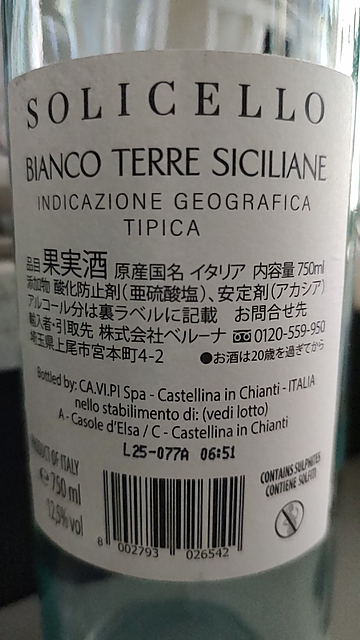 SOLICELLO
BIANCO TERRE SICILIANE
INDICAZIONE GEOGRAFICA
TIPICA
品目 果実酒 原産国名 イタリア 内容量 750ml
添加物 酸化防止剤(亜硫酸塩)、安定剤(アカシア)
アルコール分は裏ラベルに記載 お問合せ先
輸入者・引取先 株式会社ベルーナ 0120-559-950
埼玉県上尾市宮本町4-2 ●お酒は20歳を過ぎてから
Bottled by: CA.VI.PI Spa - Castellina in Chianti - ITALIA
nello stabilimento di: (vedi lotto)
A - Casole d'Elsa / C - Castellina in Chianti
L25-077A 06:51
PRODUCT OF ITALY
e 750 ml
12,5% vol
CONTAINS SULPHITES
CONTIENE SOLFITI
8 002793 026542